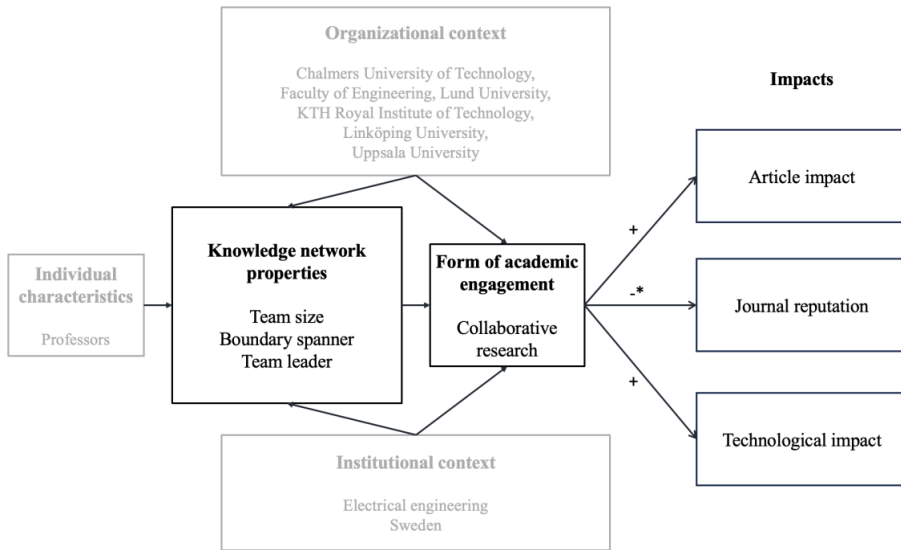 Organizational context
Chalmers University of Technology,
Faculty of Engineering, Lund University,
KTH Royal Institute of Technology,
Linköping University,
Uppsala University
Impacts
Article impact
+
Knowledge network
properties
Team size
Boundary spanner
Team leader
Form of academic
engagement
Collaborative
research
Individual
characteristics
Professors
-*
Journal reputation
+
Technological impact
Institutional context
Electrical engineering
Sweden